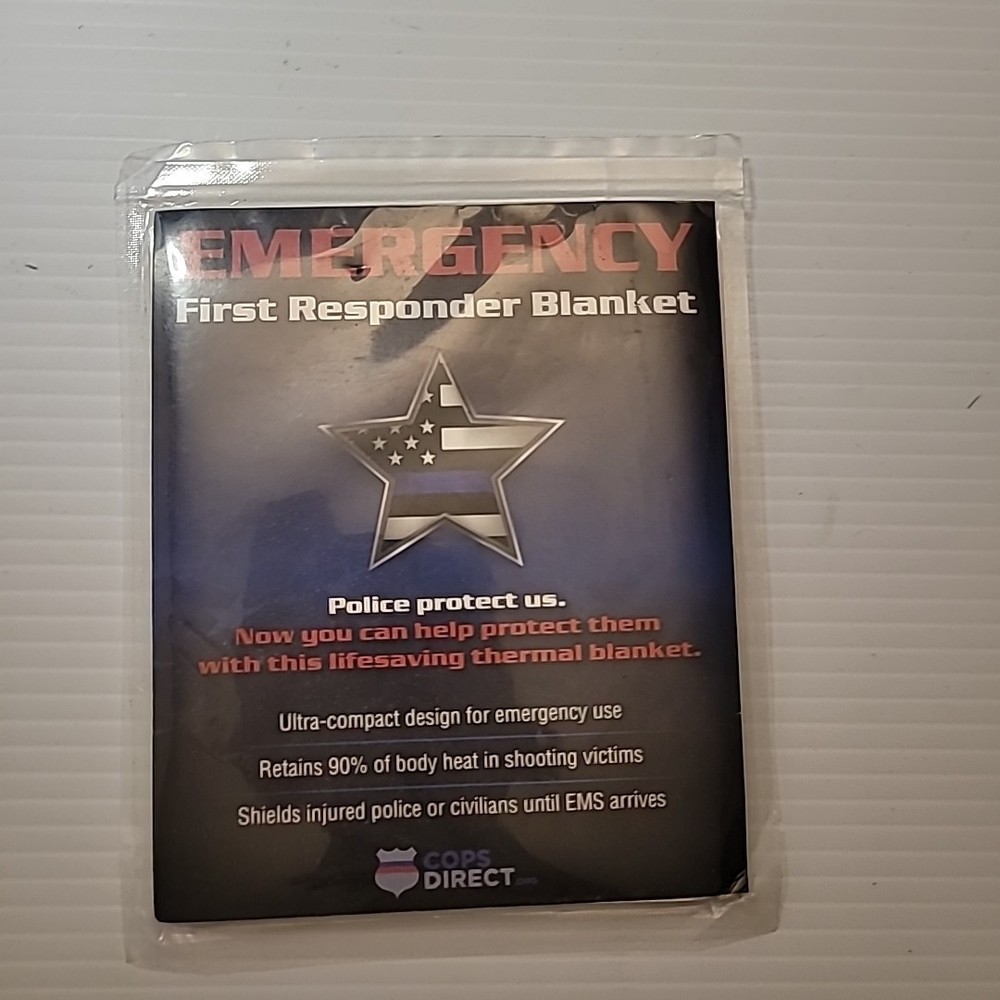 EMERGENCY
First Responder Blanket
Police protect us.
Now you can help protect them
with this lifesaving thermal blanket.
Ultra-compact design for emergency use
Retains 90% of body heat in shooting victims
Shields injured police or civilians until EMS arrives
COPS
DIRECT